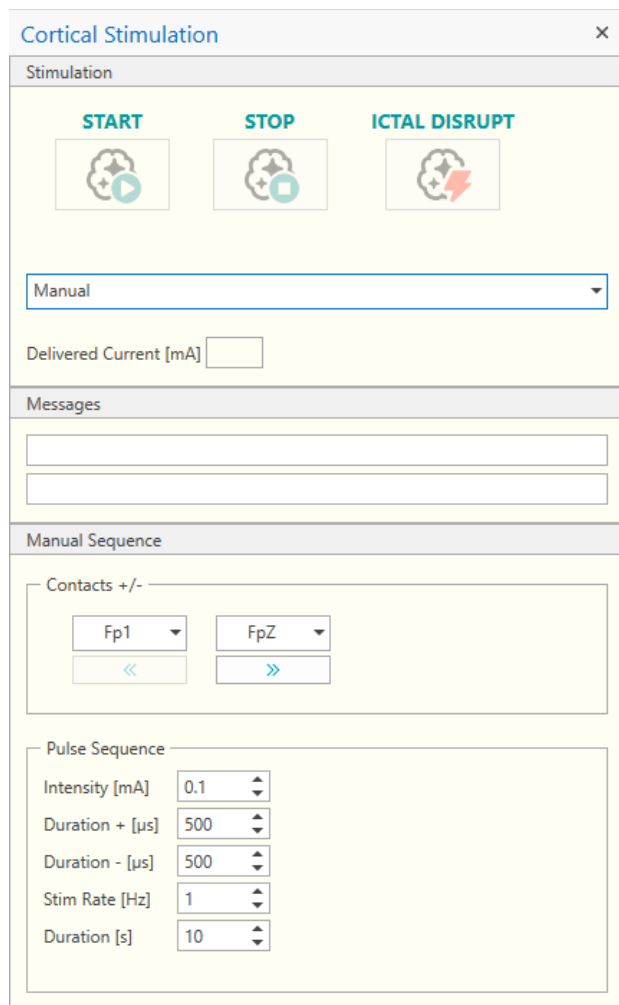 Cortical Stimulation
Stimulation
START STOP ICTAL DISRUPT
Manual
Delivered Current [mA]
Messages
Manual Sequence
Contacts +/-
Fp1 FpZ
Pulse Sequence
Intensity [mA] 0.1
Duration + [µs] 500
Duration - [µs] 500
Stim Rate [Hz] 1
Duration [s] 10